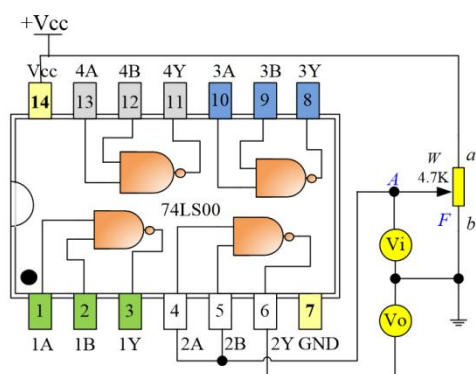 +Vcc
Vcc 4A 4B 4Y 3A 3B 3Y
14 13 12 11 10 9 8
a
W
A 4.7K
F b
74LS00
Vi
1 2 3 4 5 6 7
1A 1B 1Y 2A 2B 2Y GND
Vo